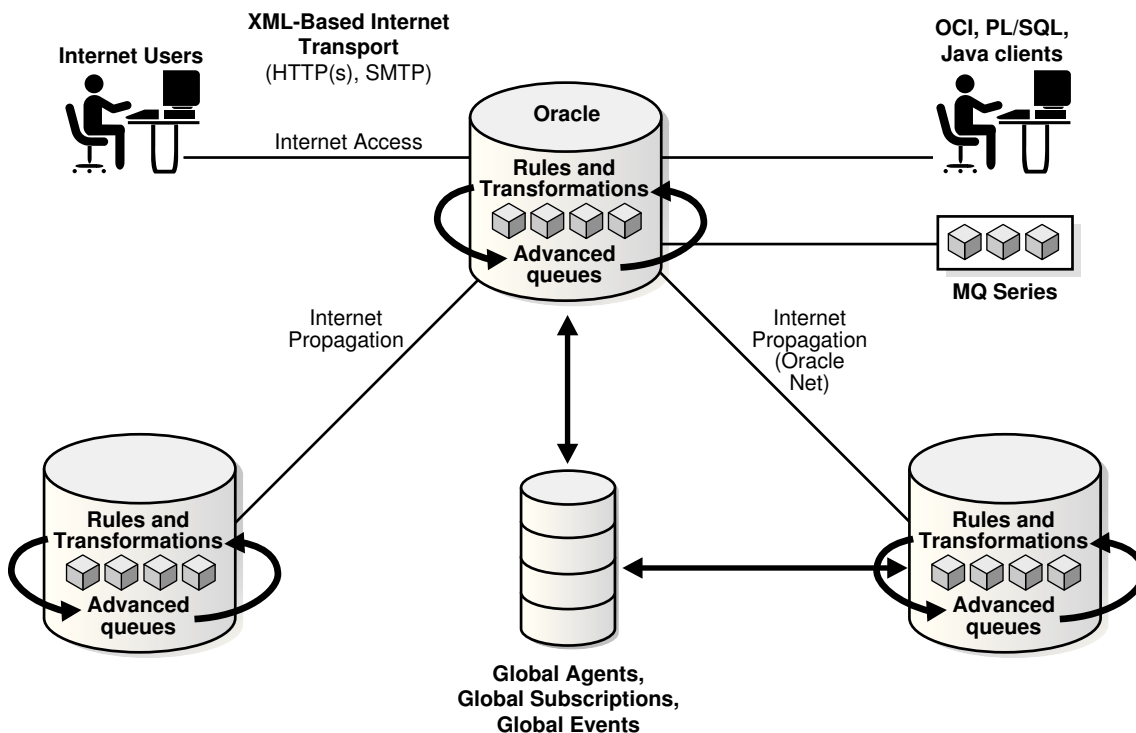 XML-Based Internet
Transport
(HTTP(s), SMTP)
Internet Users
OCI, PL/SQL,
Java clients
Oracle
Internet Access
Rules and
Transformations
Advanced
queues
MQ Series
Internet
Propagation
Internet
Propagation
(Oracle
Net)
Rules and
Transformations
Advanced
queues
Rules and
Transformations
Advanced
queues
Global Agents,
Global Subscriptions,
Global Events